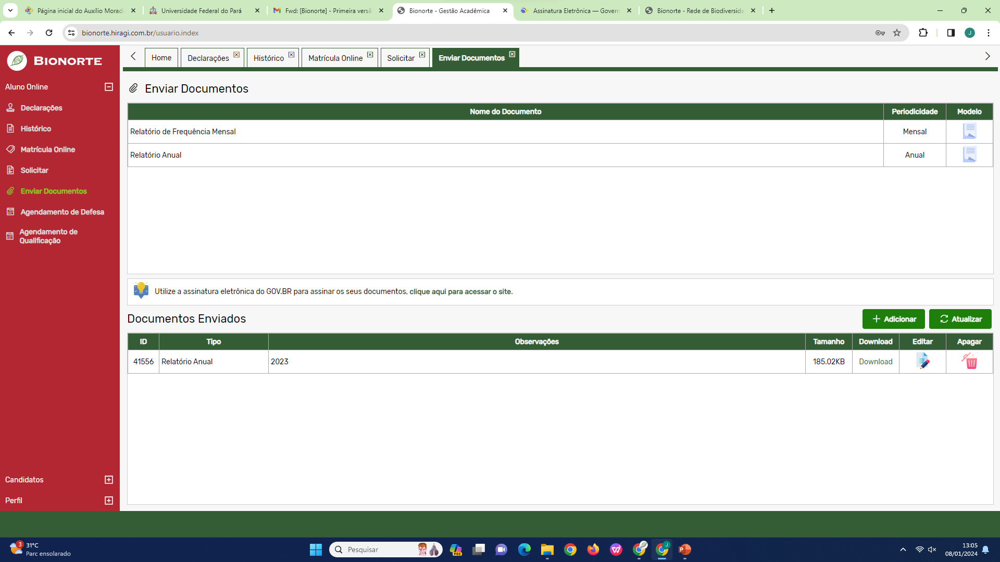 Página inicial do Auxílio Morad
Universidade Federal do Pará
Fwd: [Bionorte] - Primeira versã
Bionorte - Gestão Acadêmica
Assinatura Eletrônica — Govern
Bionorte - Rede de Biodiversida
bionorte.hiragi.com.br/usuario.index
J
BIONORTE
Home
Declarações
Histórico
Matrícula Online
Solicitar
Enviar Documentos
Aluno Online
Declarações
Histórico
Matrícula Online
Solicitar
Enviar Documentos
Agendamento de Defesa
Agendamento de
Qualificação
Candidatos
Perfil
Enviar Documentos
Nome do Documento Periodicidade Modelo
Relatório de Frequência Mensal Mensal
Relatório Anual Anual
Utilize a assinatura eletrônica do GOV.BR para assinar os seus documentos, clique aqui para acessar o site.
Documentos Enviados
Adicionar
Atualizar
ID Tipo Observações Tamanho Download Editar Apagar
41556 Relatório Anual 2023 185.02KB Download
3
31°C
Parc ensolarado
Pesquisar
PRE
J
P
13:05
08/01/2024